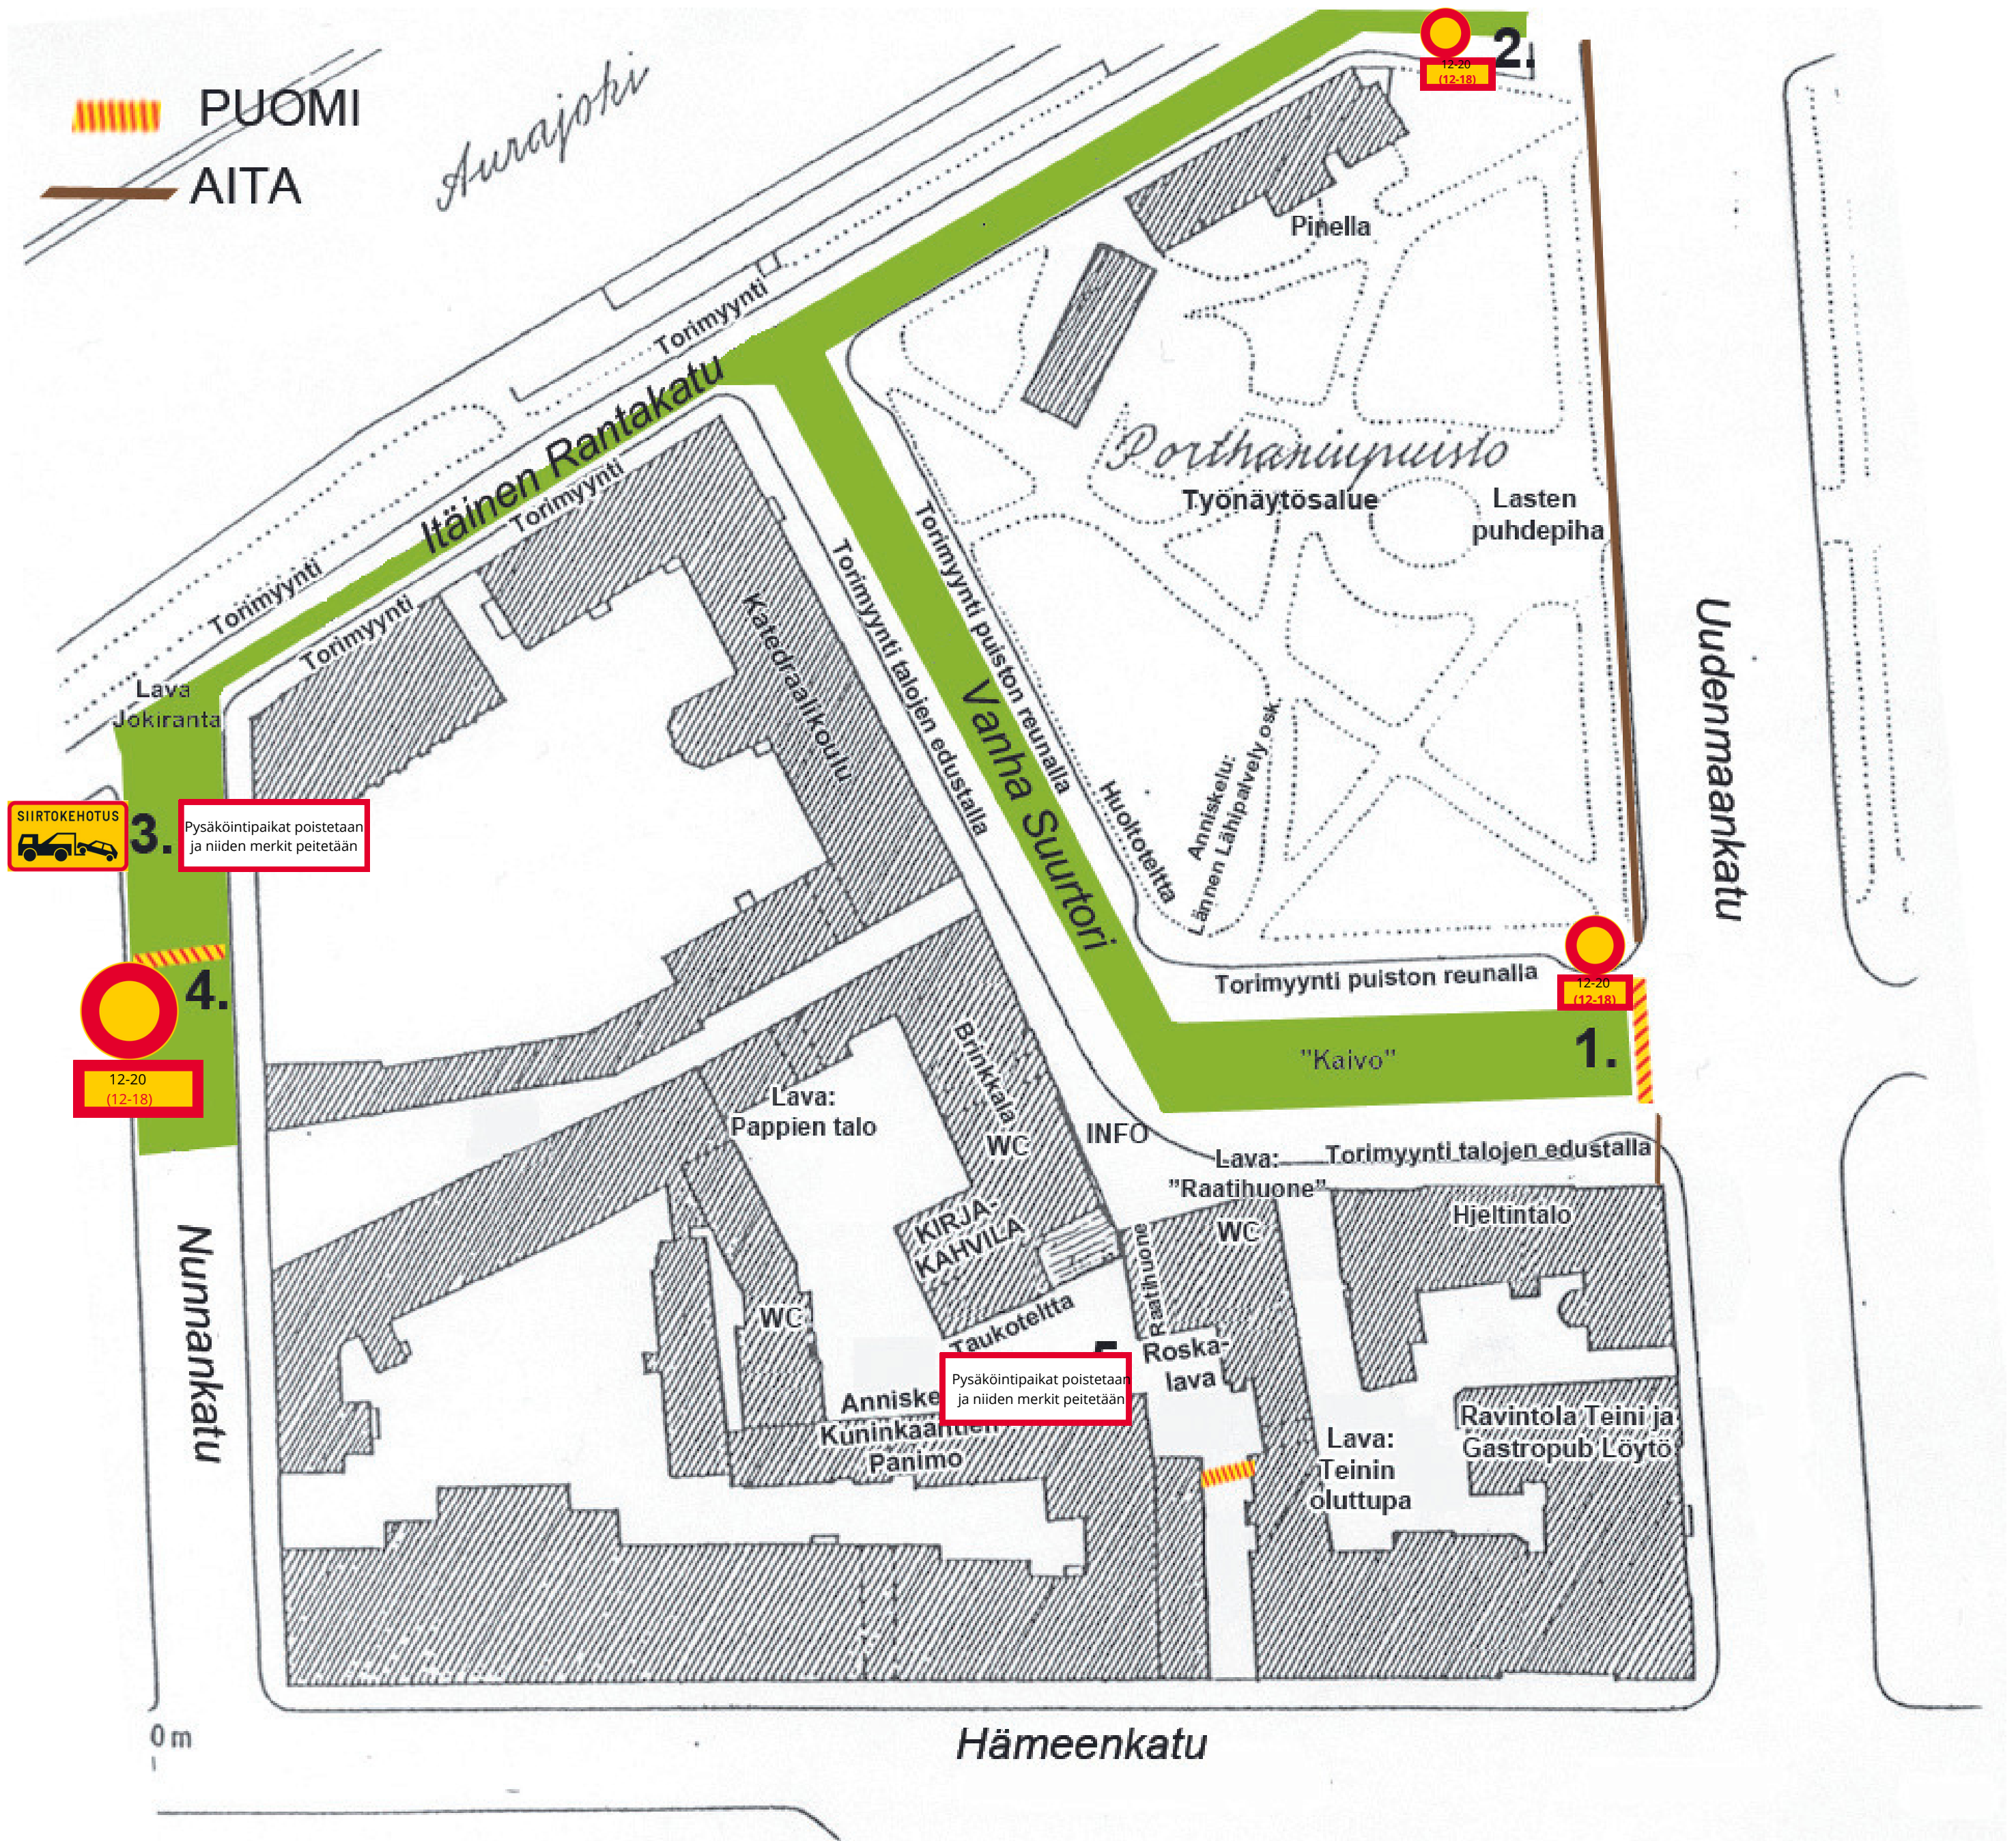 PUOMI
AITA
Aurajoki
2.
12-20
(12-18)
Pinella
Torimyynti
Itäinen Rantakatu
Torimyynti
Torimyynti
Torimyynti
Porthaninpuisto
Työnäytösalue
Lasten
puhdepiha
Torimyynti puiston reunalla
Torimyynti talojen edustalla
Katedraalikoulu
Vanha Suurtori
Huoltoteltta
Anniskelu:
Lännen Lähipalvely osk.
Uudenmaankatu
Lava
Jokiranta
SIIRTOKEHOTUS
3.
Pysäköintipaikat poistetaan
ja niiden merkit peitetään
4.
12-20
(12-18)
Torimyynti puiston reunalla
12-20
(12-18)
1.
"Kaivo"
Brinkkala
WC
INFO
Lava:
Pappien talo
Lava:
"Raatihuone"
Torimyynti talojen edustalla
Hjeltintalo
WC
KIRJA-
KAHVILA
Raatihuone
Nunnankatu
WC
Taukoteltta
Roska-
lava
Pysäköintipaikat poistetaan
ja niiden merkit peitetään
Kuninkaantien
Panimo
Lava:
Teinin
oluttupa
Ravintola Teini ja
Gastropub Löytö
0 m
Hämeenkatu